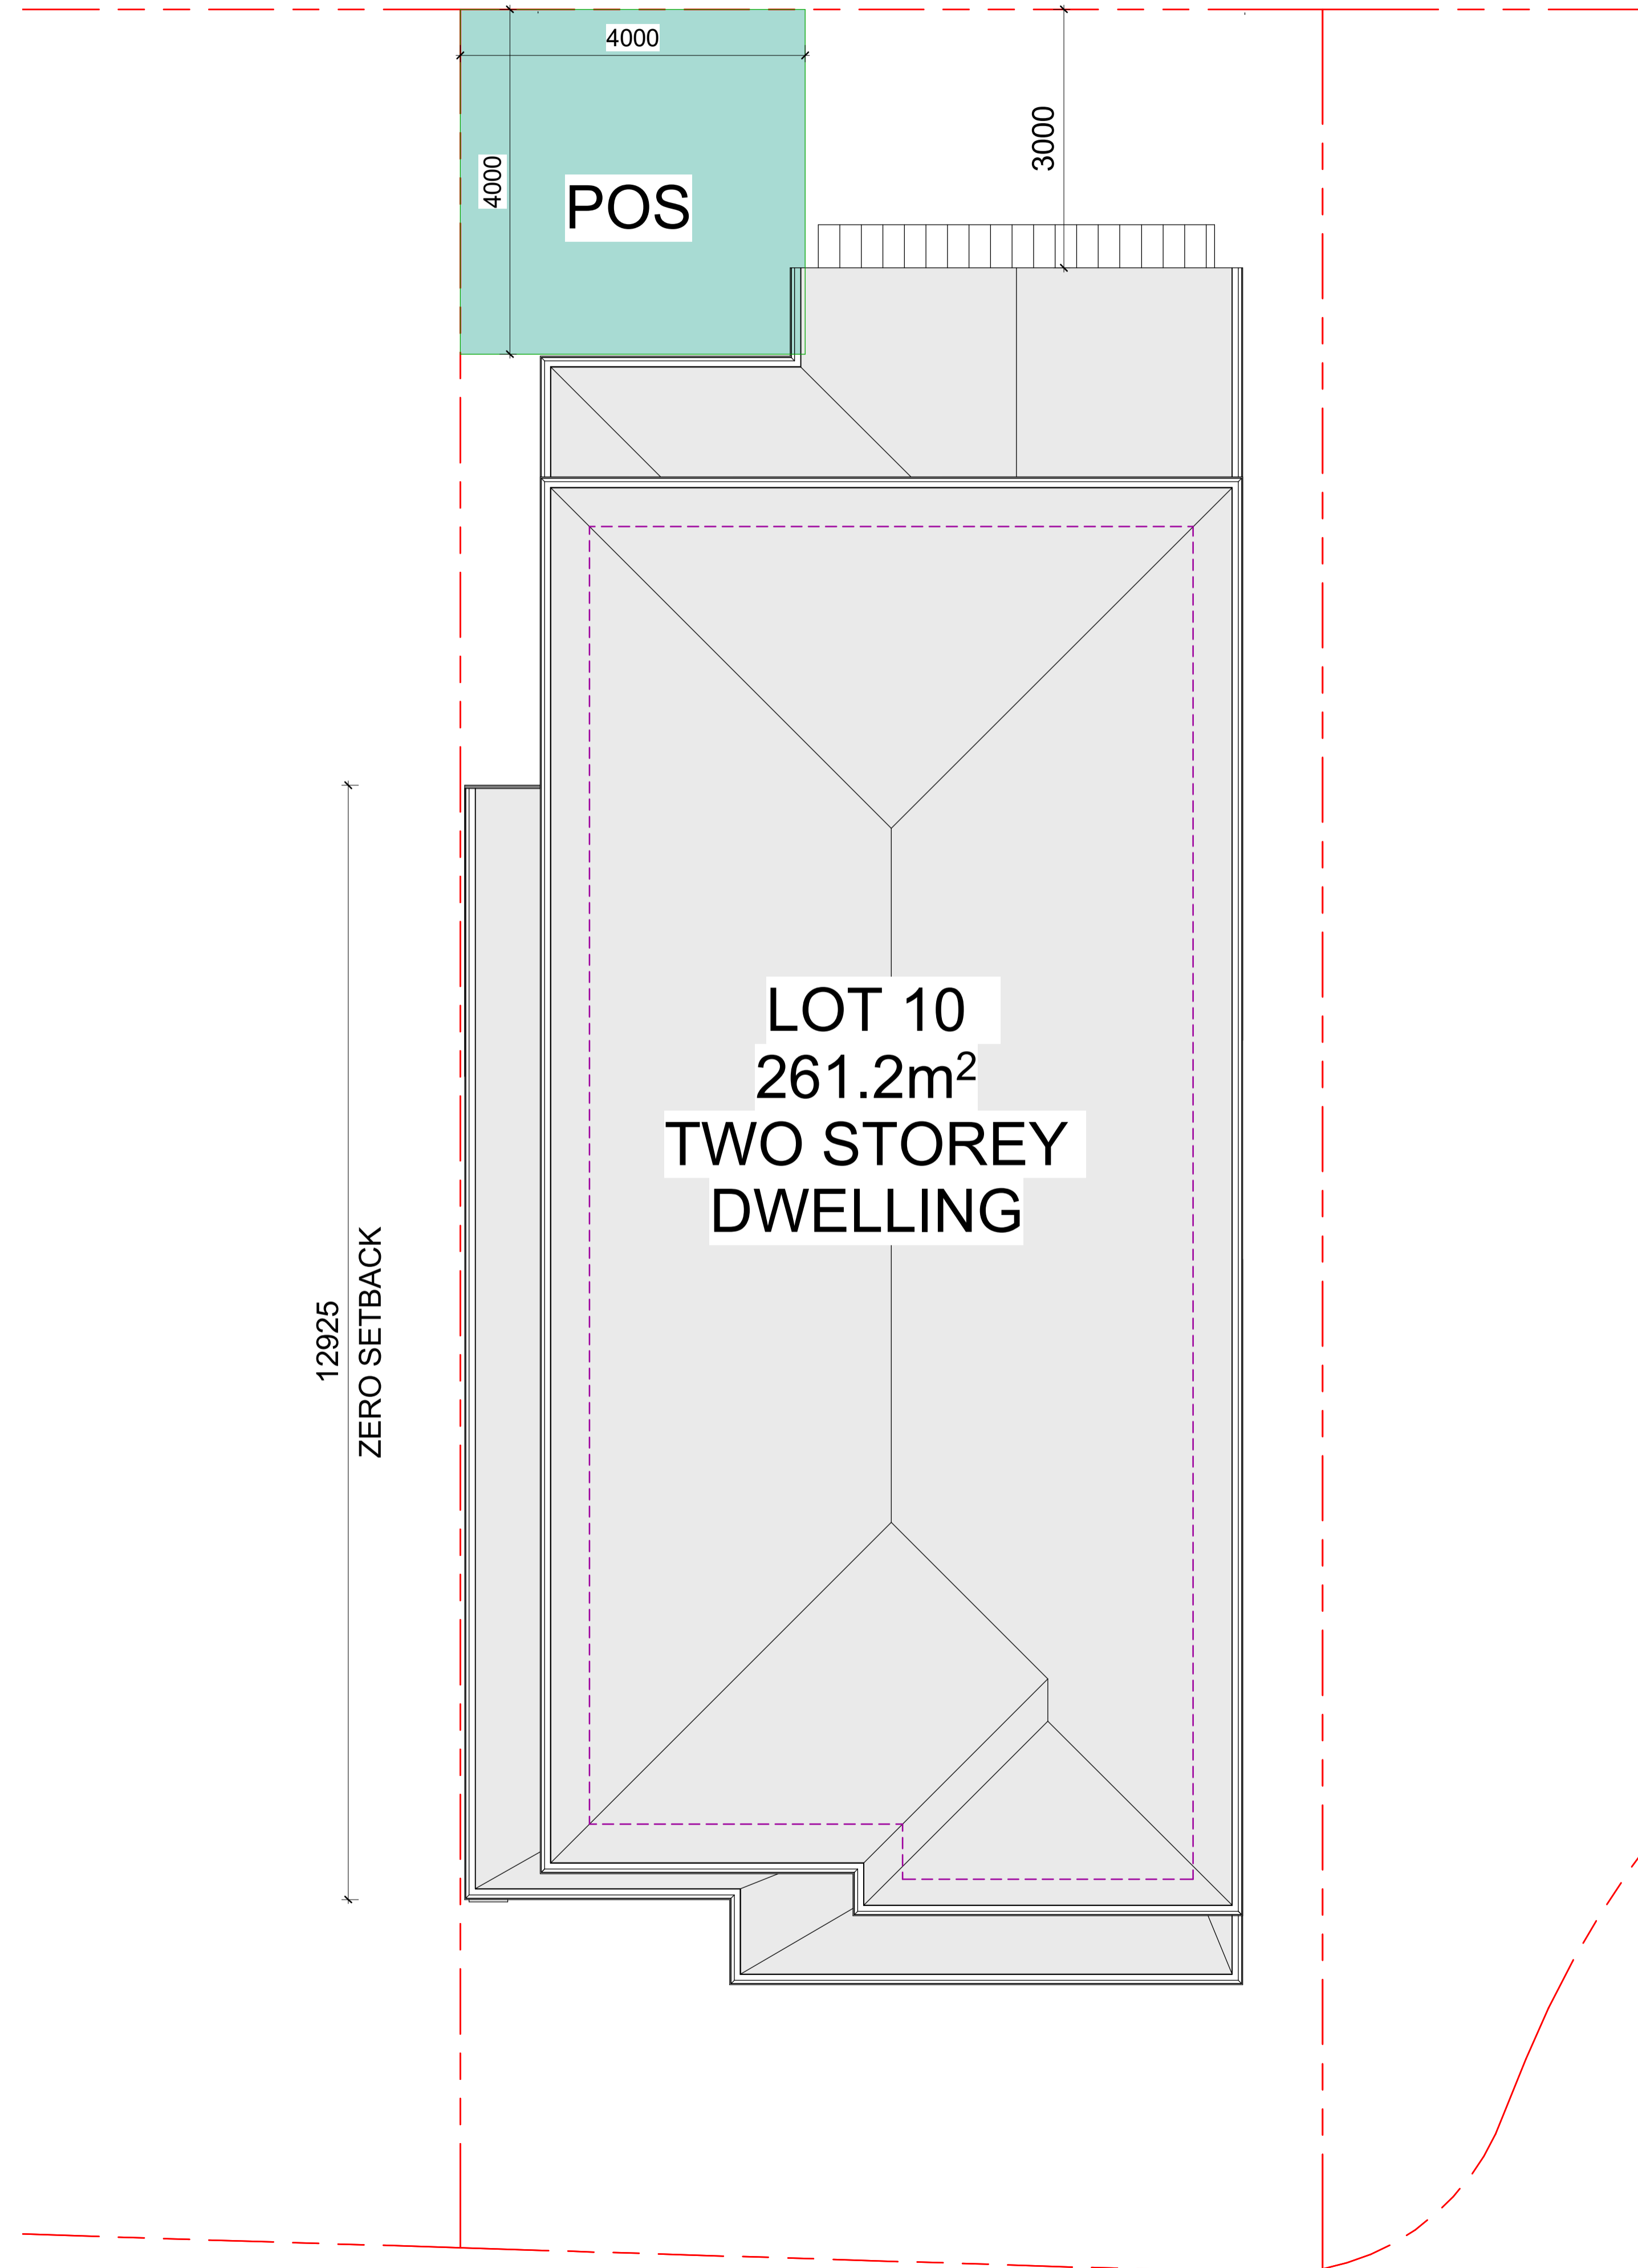 4000
4000
3000
POS
LOT 10
261.2m²
TWO STOREY
DWELLING
12925
ZERO SETBACK